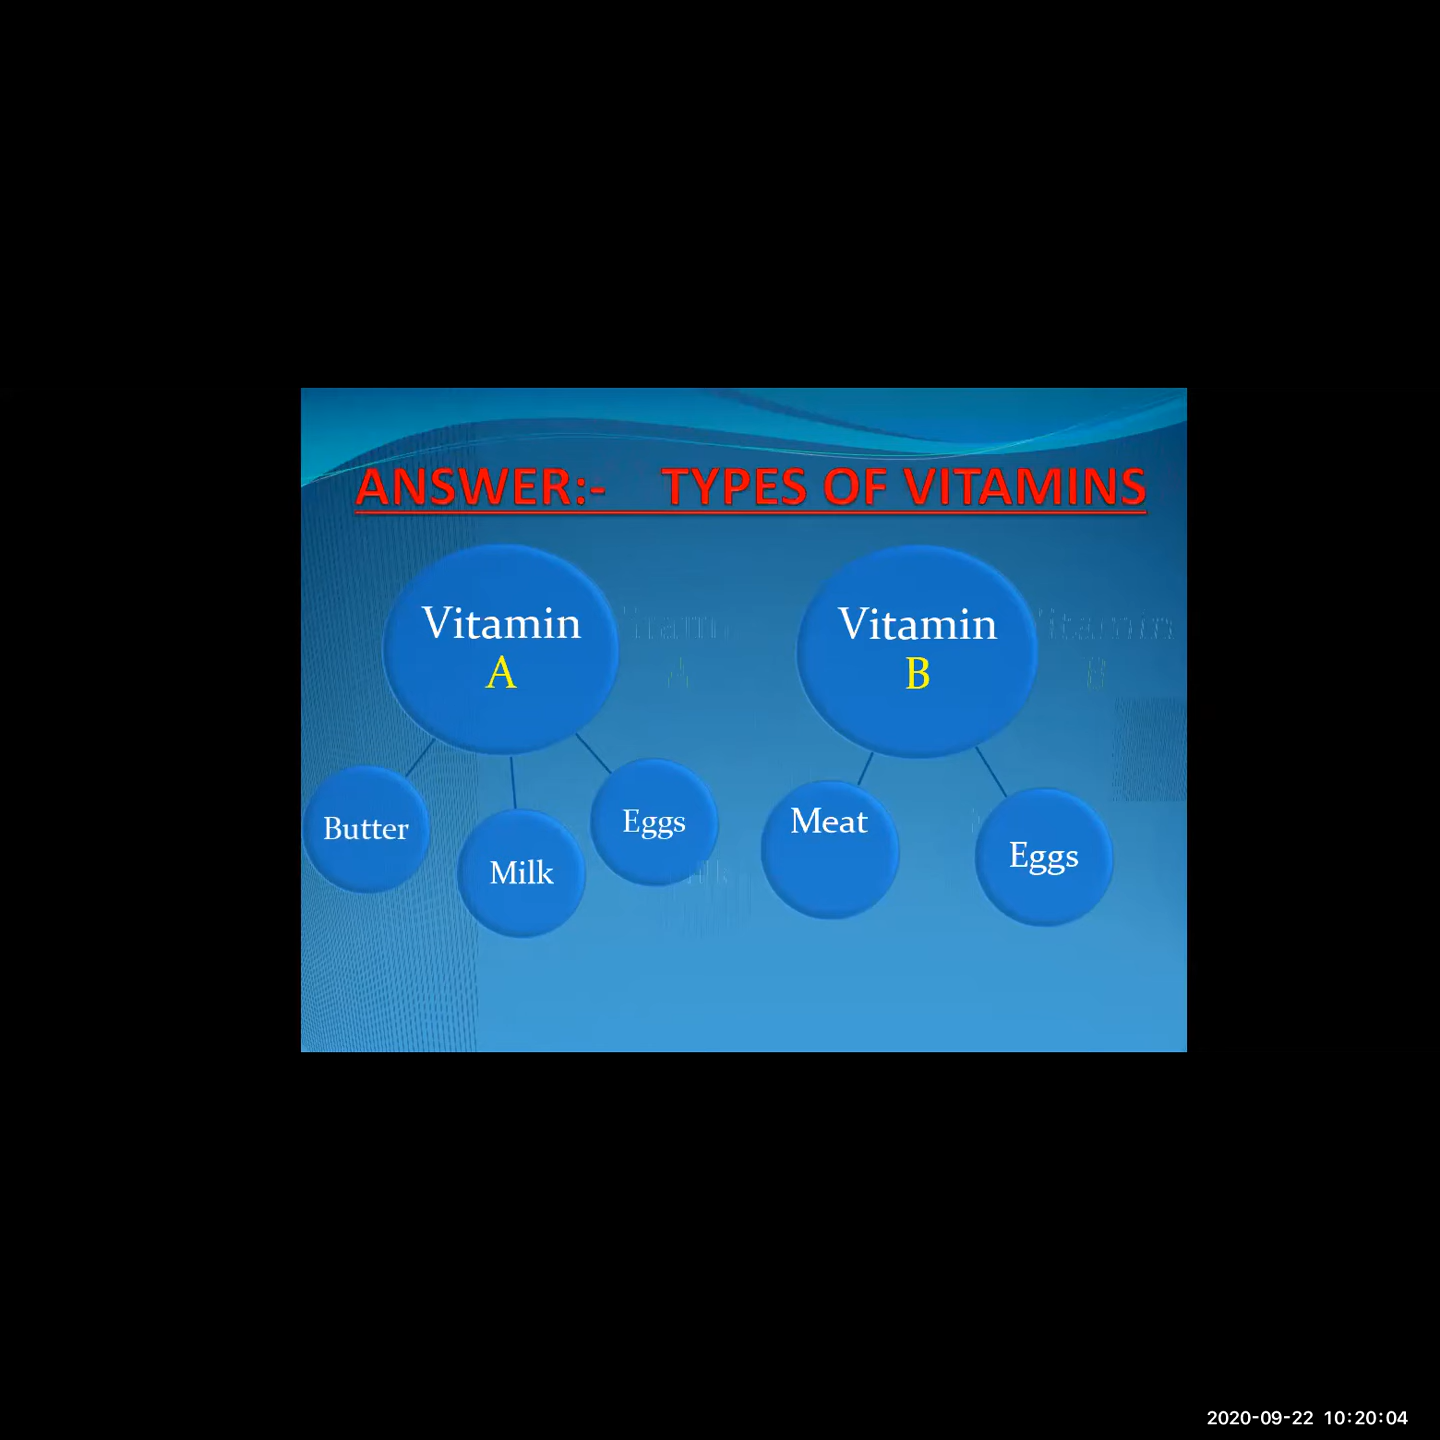 ANSWER:- TYPES OF VITAMINS
Vitamin
A
Butter
Milk
Eggs
Vitamin
B
Meat
Eggs
2020-09-22 10:20:04